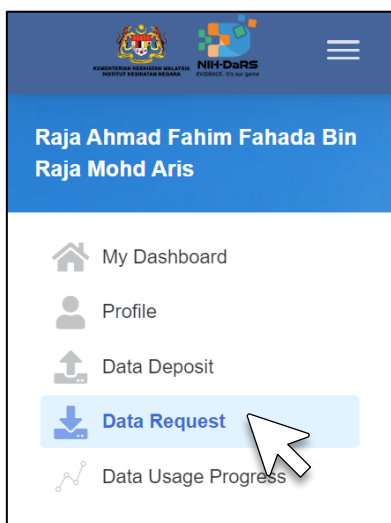 KEMENTERIAN KESIHATAN MALAYSIA
INSTITUT KESIHATAN NEGARA
NIH-DaRS
EVIDENCE. It's our game
Raja Ahmad Fahim Fahada Bin
Raja Mohd Aris
My Dashboard
Profile
Data Deposit
Data Request
Data Usage Progress